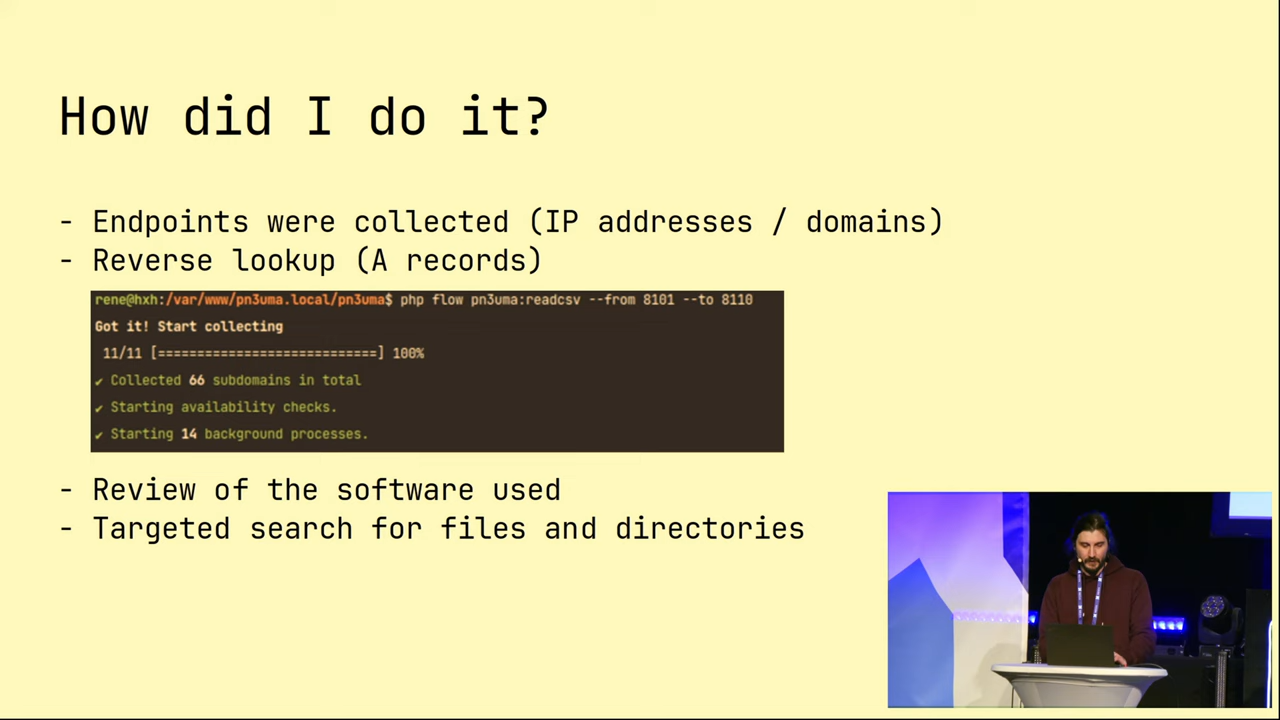 How did I do it?
- Endpoints were collected (IP addresses / domains)
- Reverse lookup (A records)
rene@hxh:/var/www/pn3uma.local/pn3uma$ php flow pn3uma:readcsv --from 8101 --to 8110
Got it! Start collecting
11/11 [============================] 100%
✔ Collected 66 subdomains in total
✔ Starting availability checks.
✔ Starting 14 background processes.
- Review of the software used
- Targeted search for files and directories